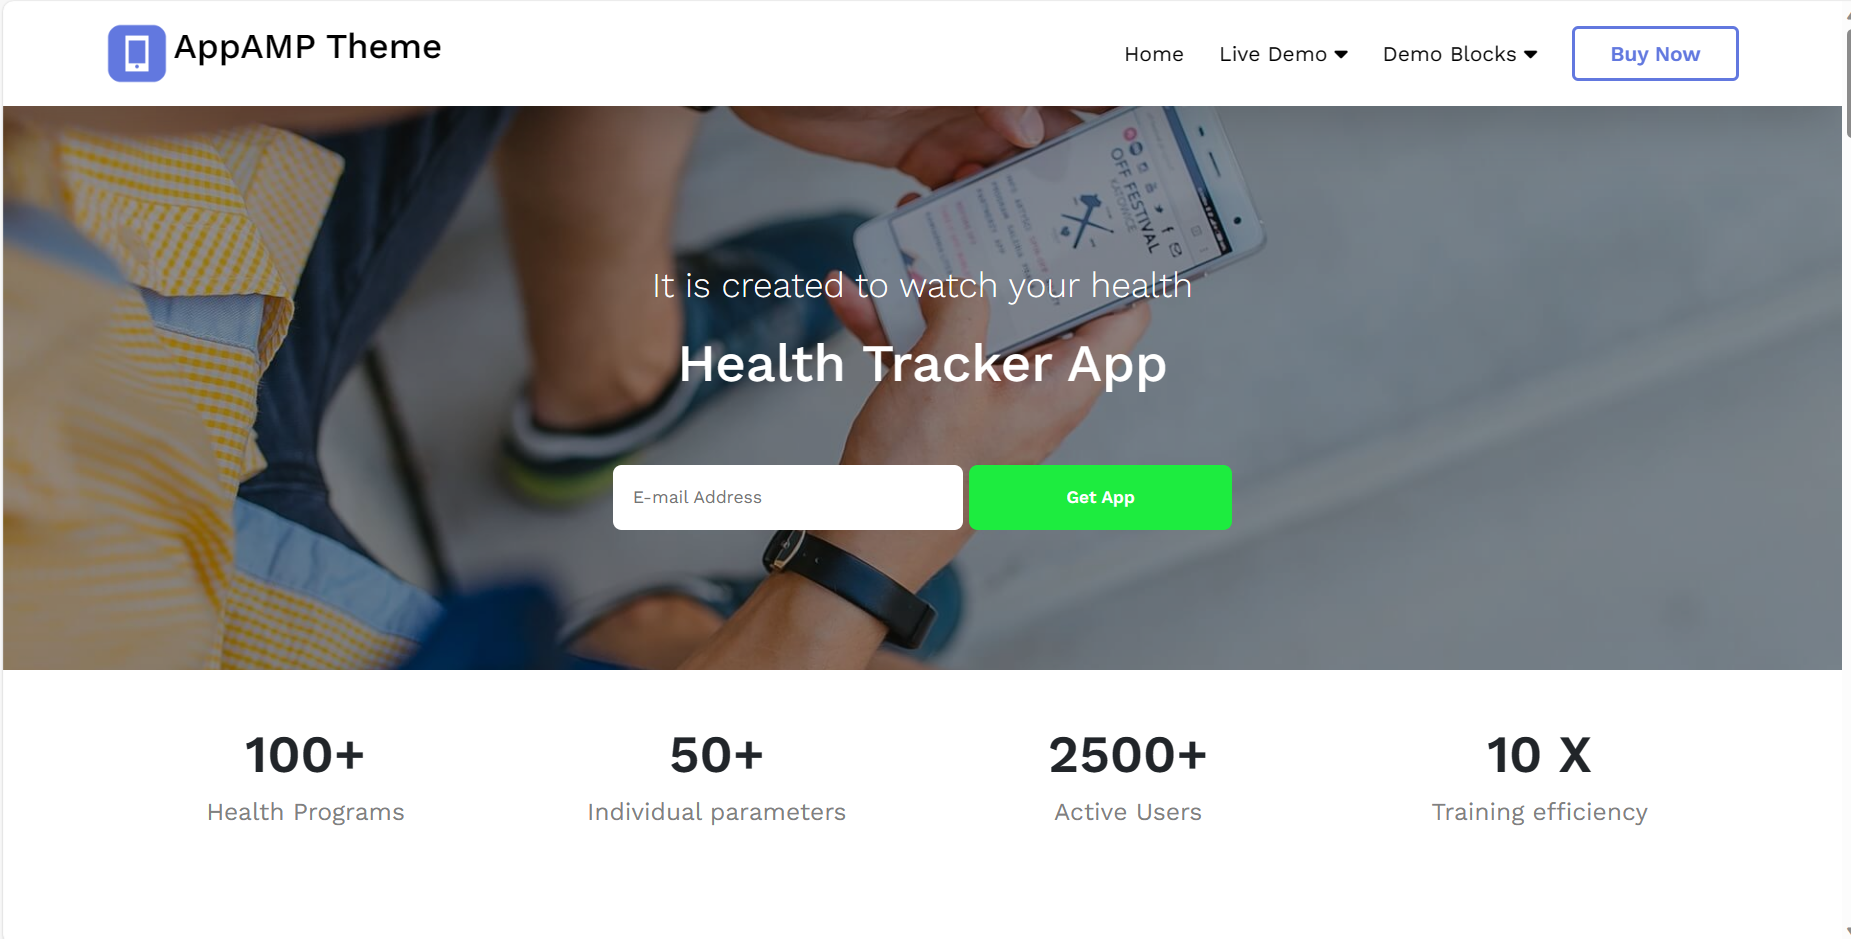 AppAMP Theme
Home
Live Demo
Demo Blocks
Buy Now
OFF FESTIVAL
KATOWICE
It is created to watch your health
Health Tracker App
E-mail Address
Get App
100+
50+
2500+
10 X
Health Programs
Individual parameters
Active Users
Training efficiency